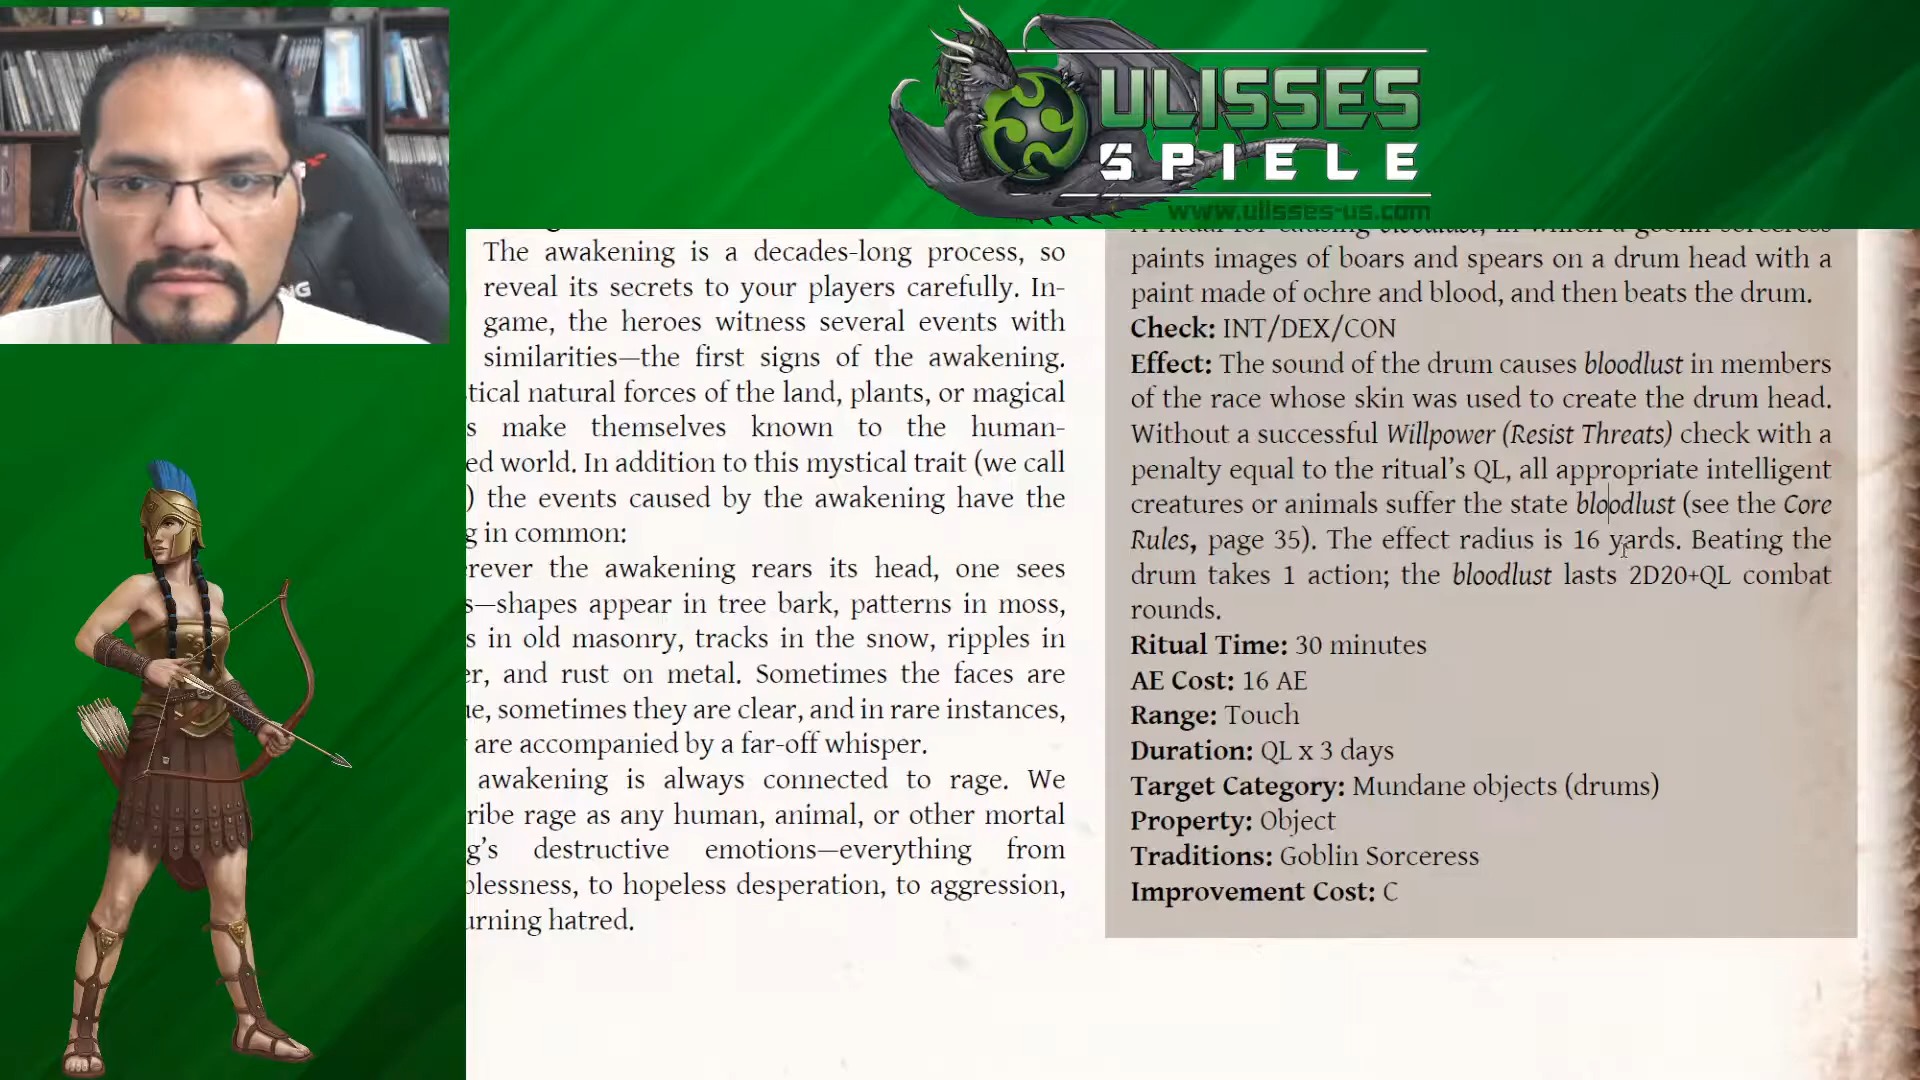 ULISSES
SPIELE
www.ulisses-us.com
NG
The awakening is a decades-long process, so
reveal its secrets to your players carefully. In-
game, the heroes witness several events with
similarities—the first signs of the awakening.
tical natural forces of the land, plants, or magical
s make themselves known to the human-
ed world. In addition to this mystical trait (we call
) the events caused by the awakening have the
g in common:
rever the awakening rears its head, one sees
s—shapes appear in tree bark, patterns in moss,
s in old masonry, tracks in the snow, ripples in
er, and rust on metal. Sometimes the faces are
ue, sometimes they are clear, and in rare instances,
are accompanied by a far-off whisper.
awakening is always connected to rage. We
ribe rage as any human, animal, or other mortal
g's destructive emotions—everything from
plessness, to hopeless desperation, to aggression,
urning hatred.
A ritual for causing bloodlust, in which a goblin sorceress
paints images of boars and spears on a drum head with a
paint made of ochre and blood, and then beats the drum.
Check: INT/DEX/CON
Effect: The sound of the drum causes bloodlust in members
of the race whose skin was used to create the drum head.
Without a successful Willpower (Resist Threats) check with a
penalty equal to the ritual's QL, all appropriate intelligent
creatures or animals suffer the state bloodlust (see the Core
Rules, page 35). The effect radius is 16 yards. Beating the
drum takes 1 action; the bloodlust lasts 2D20+QL combat
rounds.
Ritual Time: 30 minutes
AE Cost: 16 AE
Range: Touch
Duration: QL x 3 days
Target Category: Mundane objects (drums)
Property: Object
Traditions: Goblin Sorceress
Improvement Cost: C